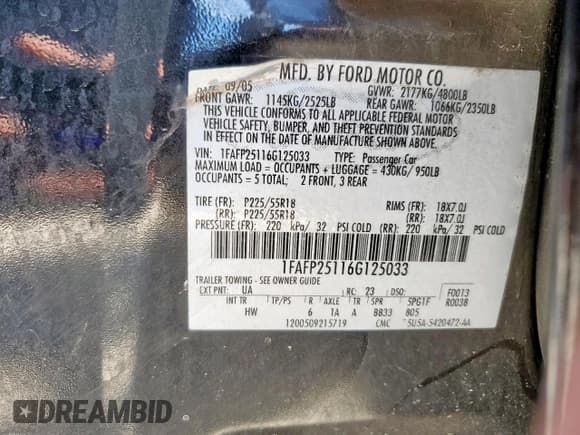 MFD. BY FORD MOTOR CO.
DATE 09/05 GVWR: 2177KG/4800LB
FRONT GAWR: 1145KG/2525LB REAR GAWR: 1066KG/2350LB
THIS VEHICLE CONFORMS TO ALL APPLICABLE FEDERAL MOTOR
VEHICLE SAFETY, BUMPER, AND THEFT PREVENTION STANDARDS
IN EFFECT ON THE DATE OF MANUFACTURE SHOWN ABOVE.
VIN: 1FAFP25116G125033 TYPE: Passenger Car
MAXIMUM LOAD = OCCUPANTS + LUGGAGE = 430KG/950LB
OCCUPANTS = 5 TOTAL: 2 FRONT, 3 REAR
TIRE (FR): P225/55R18 RIMS (FR): 18X7.0J
(RR): P225/55R18 (RR): 18X7.0J
PRESSURE (FR): 220 kPa/ 32 PSI COLD (RR): 220 kPa/ 32 PSI COLD
1FAFP25116G125033
TRAILER TOWING - SEE OWNER GUIDE
EXT PNT: UA RC: 23 DSO: F0013
INT TR TP/PS R AXLE TR SPR 5PG1F R0038
HW 6 1A A BB33 805
1200509215719 CMC 5U5A-5420472-AA
DREAMBID